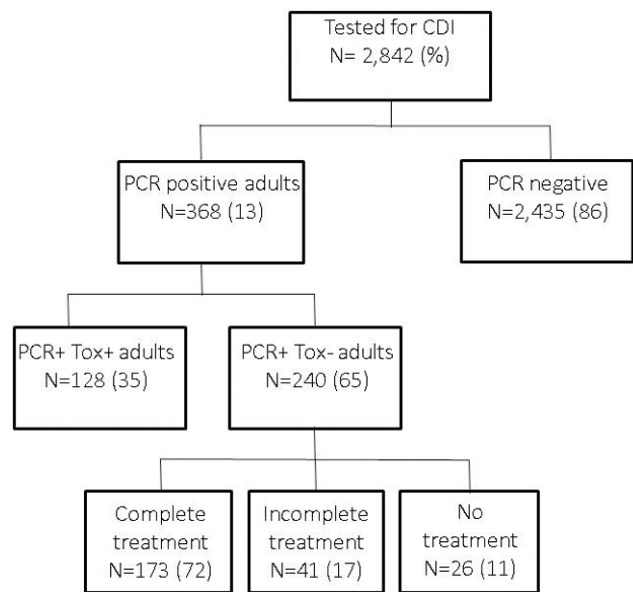 Tested for CDI
N= 2,842 (%)
PCR positive adults
N=368 (13)
PCR negative
N=2,435 (86)
PCR+ Tox+ adults
N=128 (35)
PCR+ Tox- adults
N=240 (65)
Complete
treatment
N=173 (72)
Incomplete
treatment
N=41 (17)
No
treatment
N=26 (11)